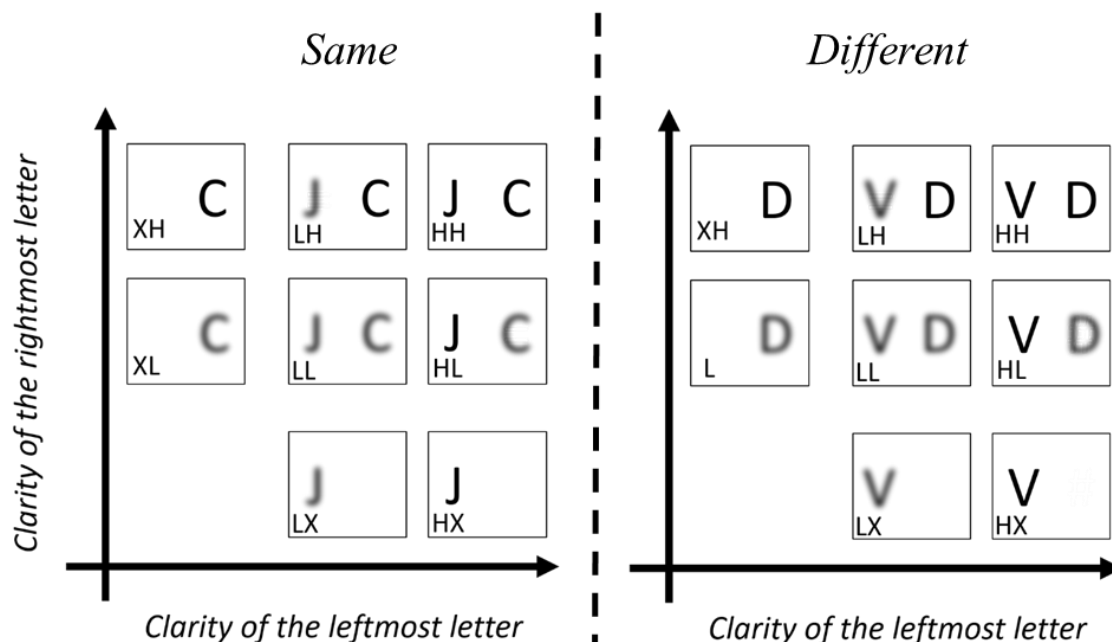 Same
Different
Clarity of the rightmost letter
C
XH
J C
LH
J C
HH
C
XL
J C
LL
J C
HL
J
LX
J
HX
Clarity of the leftmost letter
D
XH
V D
LH
V D
HH
D
L
V D
LL
V D
HL
V
LX
V
HX
Clarity of the leftmost letter